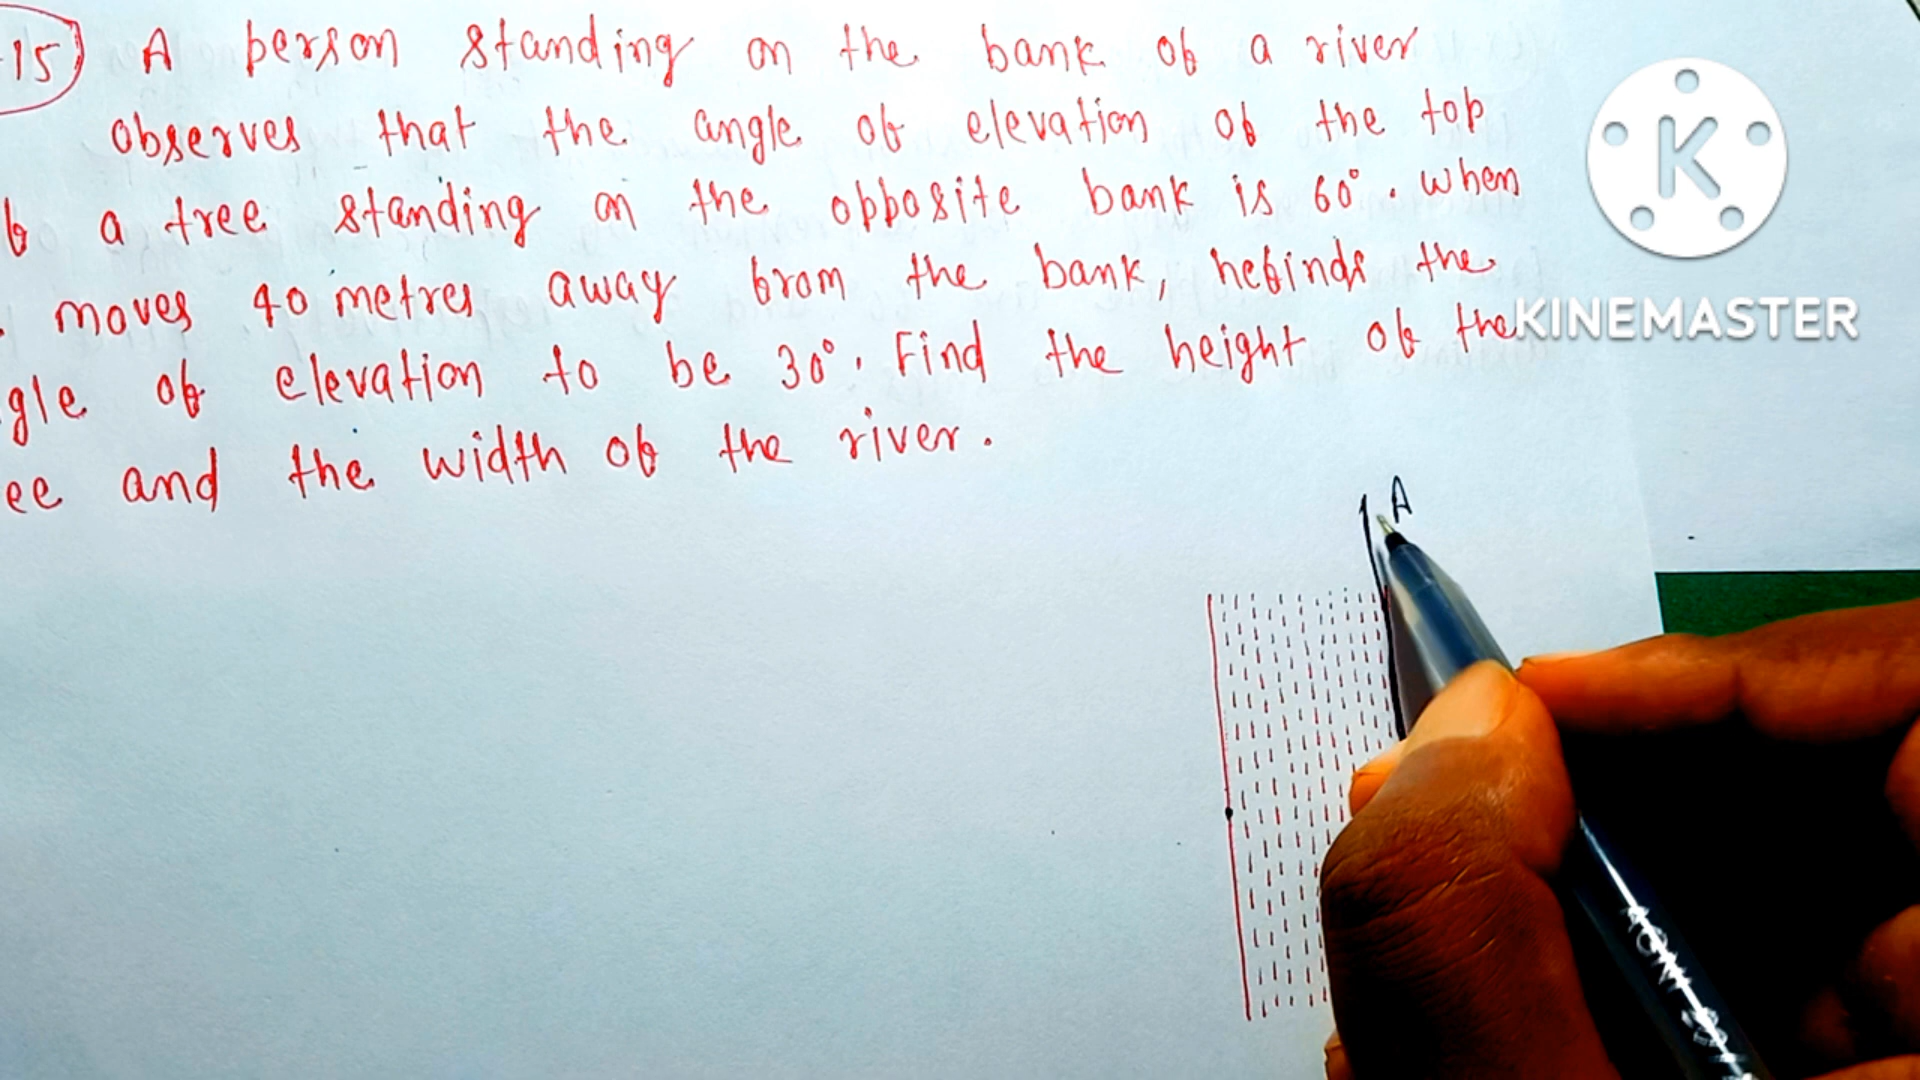 15) A person standing on the bank of a river
observes that the angle of elevation of the top
a tree standing on the opposite bank is 60°. When
moves 40 metres away from the bank, he finds the
gle of elevation to be 30°. Find the height of the
ee and the width of the river.
A
K
KINEMASTER